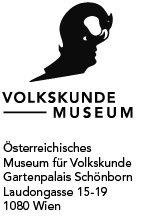 VOLKSKUNDE
MUSEUM
Österreichisches
Museum für Volkskunde
Gartenpalais Schönborn
Laudongasse 15-19
1080 Wien